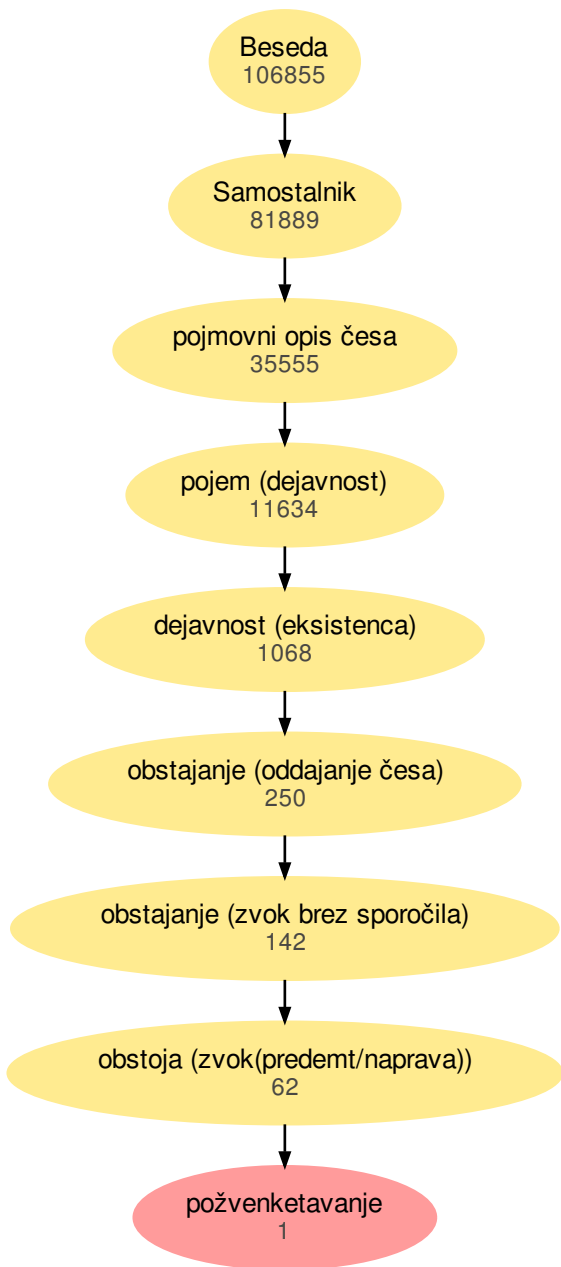 Beseda
106855
Samostalnik
81889
pojmovni opis česa
35555
pojem (dejavnost)
11634
dejavnost (eksistenca)
1068
obstajanje (oddajanje česa)
250
obstajanje (zvok brez sporočila)
142
obstoja (zvok(predemt/naprava))
62
požvenketavanje
1